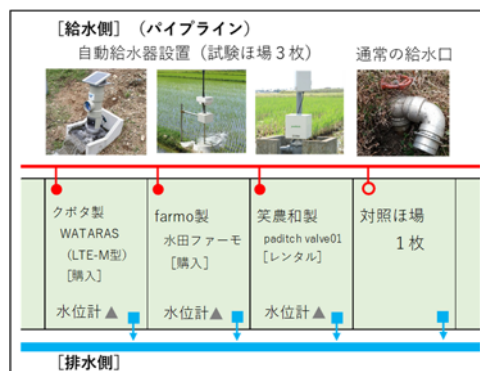 [給水側]（パイプライン）
自動給水器設置（試験ほ場３枚）
通常の給水口
クボタ製
WATARAS
（LTE-M型）
[購入]
水位計▲
farmo製
水田ファーモ
[購入]
水位計▲
笑農和製
paditch valve01
[レンタル]
水位計▲
対照ほ場
１枚
[排水側]